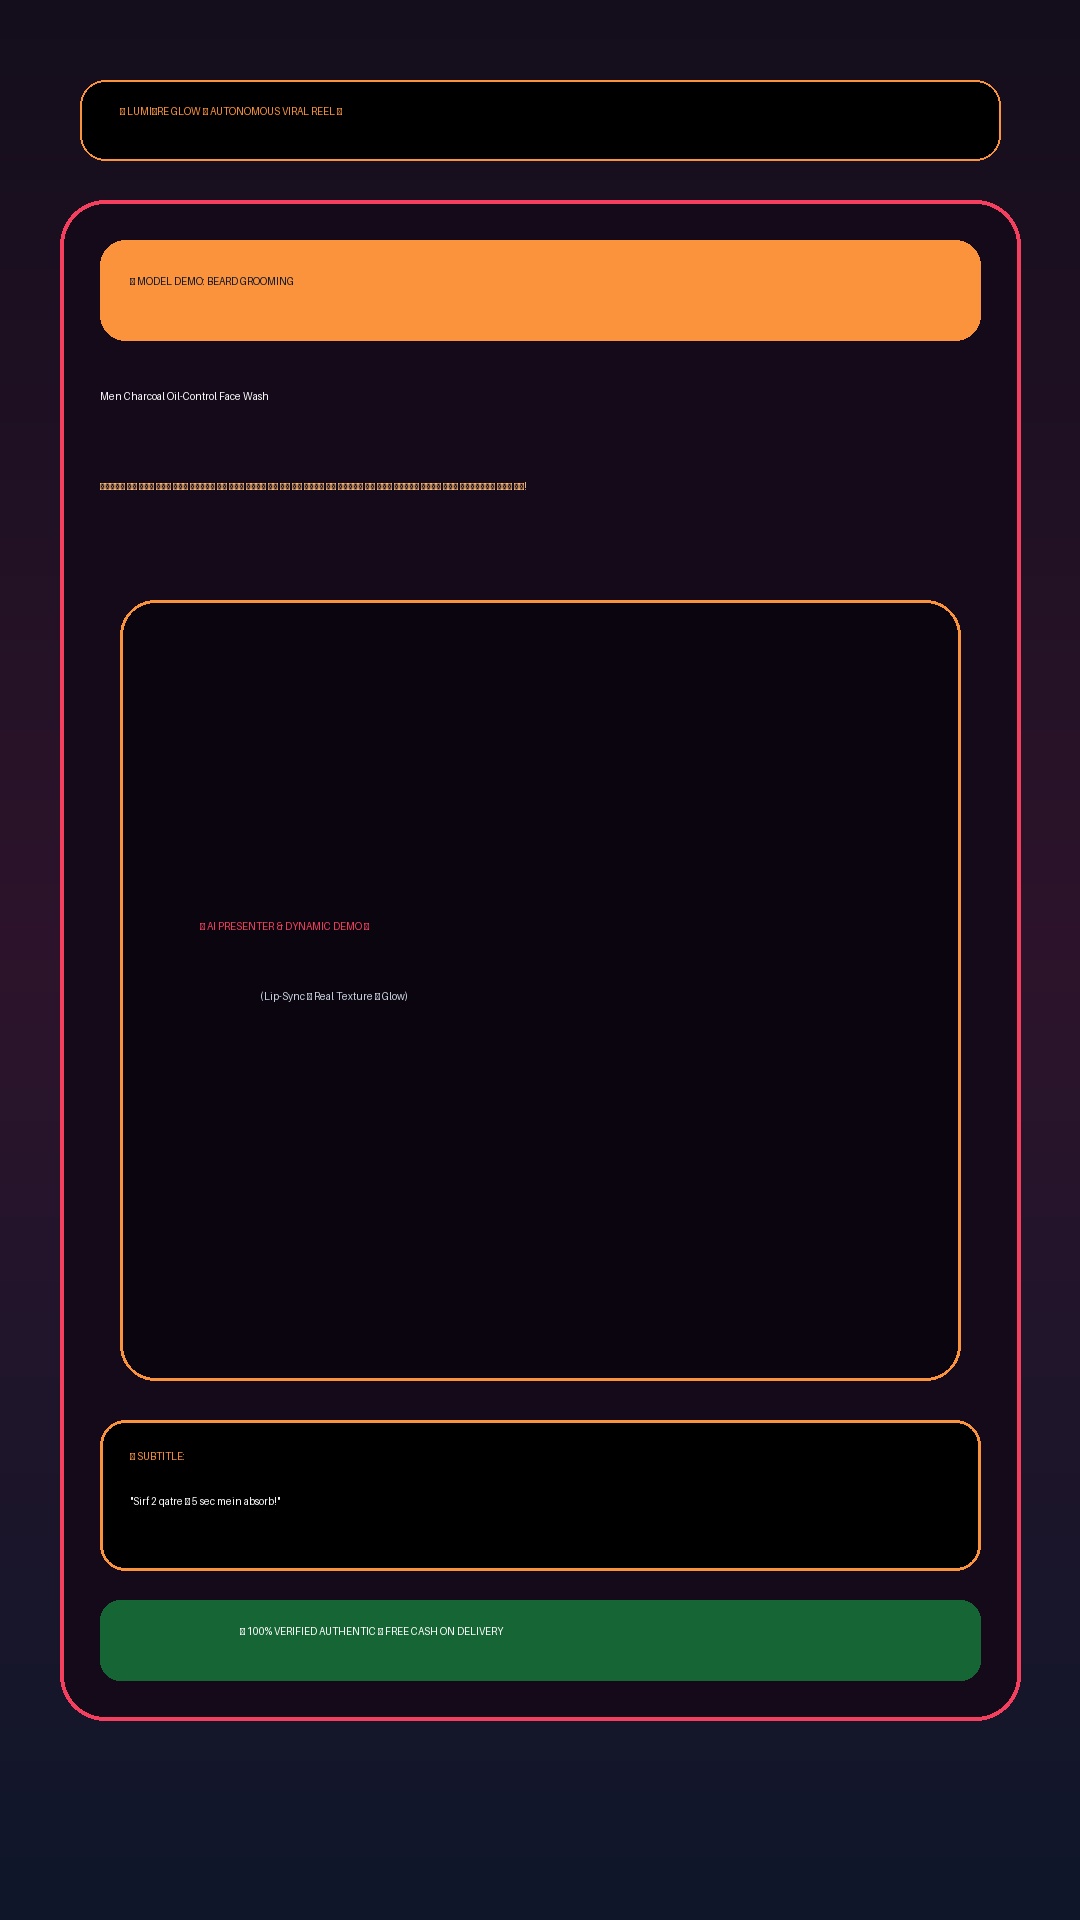 LUMI RE GLOW AUTONOMOUS VIRAL REEL
MODEL DEMO: BEARD GROOMING
Men Charcoal Oil-Control Face Wash
AI PRESENTER & DYNAMIC DEMO
(Lip-Sync Real Texture Glow)
SUBTITLE:
"Sirf 2 qatre 5 sec mein absorb!"
100% VERIFIED AUTHENTIC FREE CASH ON DELIVERY